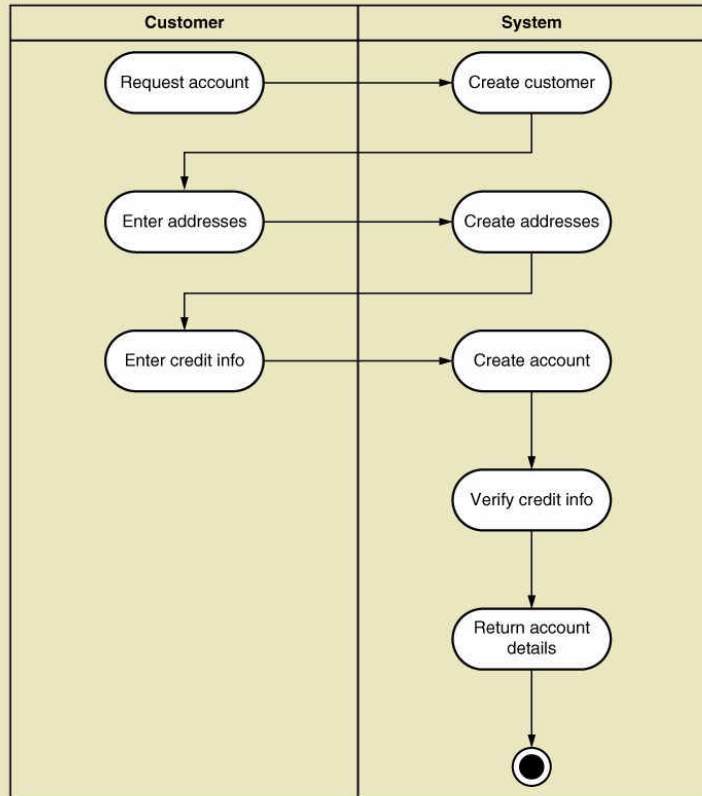 Customer
System
Request account
Create customer
Enter addresses
Create addresses
Enter credit info
Create account
Verify credit info
Return account
details